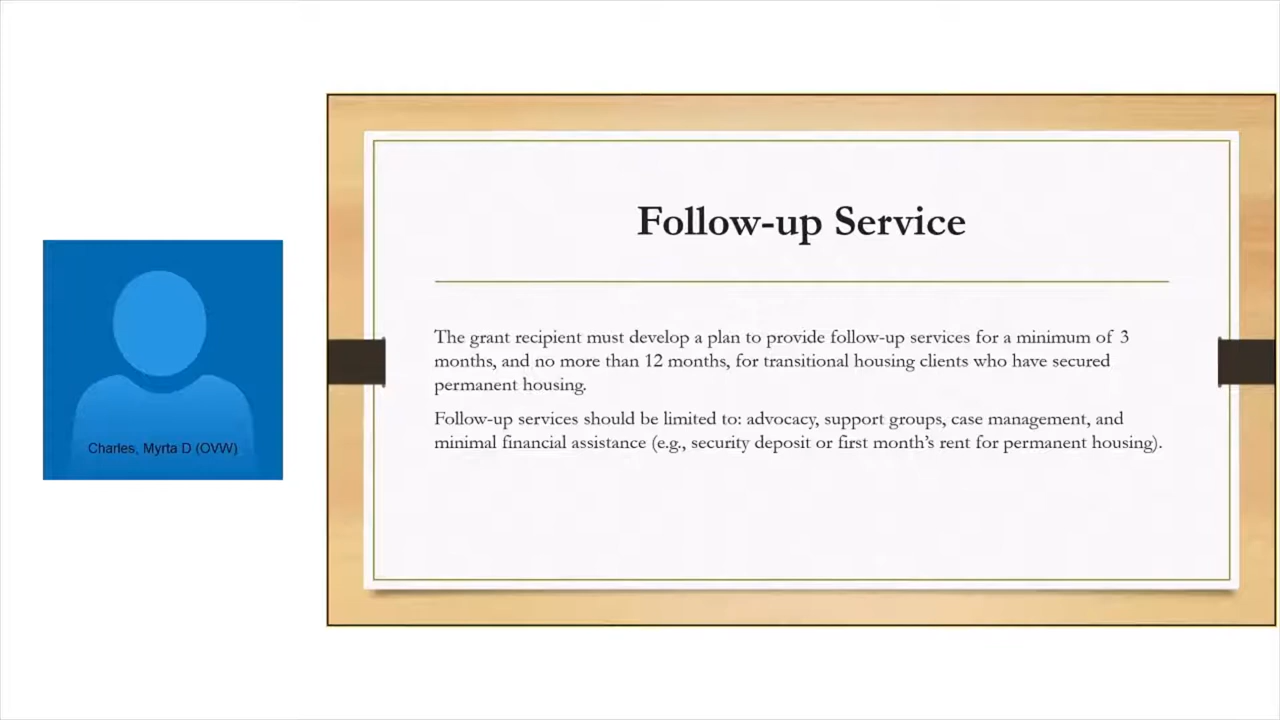 Follow-up Service
The grant recipient must develop a plan to provide follow-up services for a minimum of 3
months, and no more than 12 months, for transitional housing clients who have secured
permanent housing.
Follow-up services should be limited to: advocacy, support groups, case management, and
minimal financial assistance (e.g., security deposit or first month’s rent for permanent housing).
Charles, Myrta D (OVW)